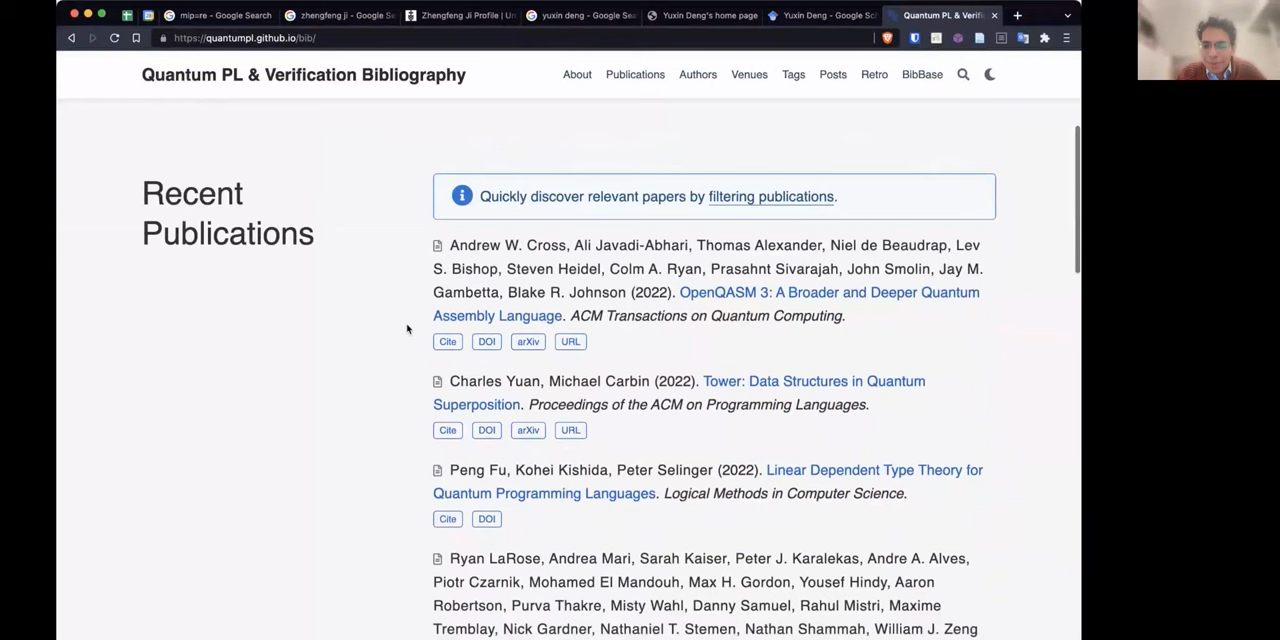 mip=re - Google Search
zhengfeng ji - Google Se
Zhengfeng Ji Profile | Un
yuxin deng - Google Sea
Yuxin Deng's home page
Yuxin Deng - Google Sch
Quantum PL & Verifi
https://quantumpl.github.io/bib/
Quantum PL & Verification Bibliography
About Publications Authors Venues Tags Posts Retro BibBase
Recent
Publications
Quickly discover relevant papers by filtering publications.
Andrew W. Cross, Ali Javadi-Abhari, Thomas Alexander, Niel de Beaudrap, Lev
S. Bishop, Steven Heidel, Colm A. Ryan, Prasahnt Sivarajah, John Smolin, Jay M.
Gambetta, Blake R. Johnson (2022). OpenQASM 3: A Broader and Deeper Quantum
Assembly Language. ACM Transactions on Quantum Computing.
Cite DOI arXiv URL
Charles Yuan, Michael Carbin (2022). Tower: Data Structures in Quantum
Superposition. Proceedings of the ACM on Programming Languages.
Cite DOI arXiv URL
Peng Fu, Kohei Kishida, Peter Selinger (2022). Linear Dependent Type Theory for
Quantum Programming Languages. Logical Methods in Computer Science.
Cite DOI
Ryan LaRose, Andrea Mari, Sarah Kaiser, Peter J. Karalekas, Andre A. Alves,
Piotr Czarnik, Mohamed El Mandouh, Max H. Gordon, Yousef Hindy, Aaron
Robertson, Purva Thakre, Misty Wahl, Danny Samuel, Rahul Mistri, Maxime
Tremblay, Nick Gardner, Nathaniel T. Stemen, Nathan Shammah, William J. Zeng